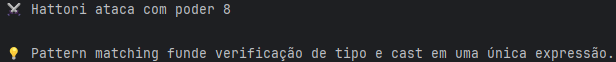 ⚔ Hattori ataca com poder 8
💡 Pattern matching funde verificação de tipo e cast em uma única expressão.